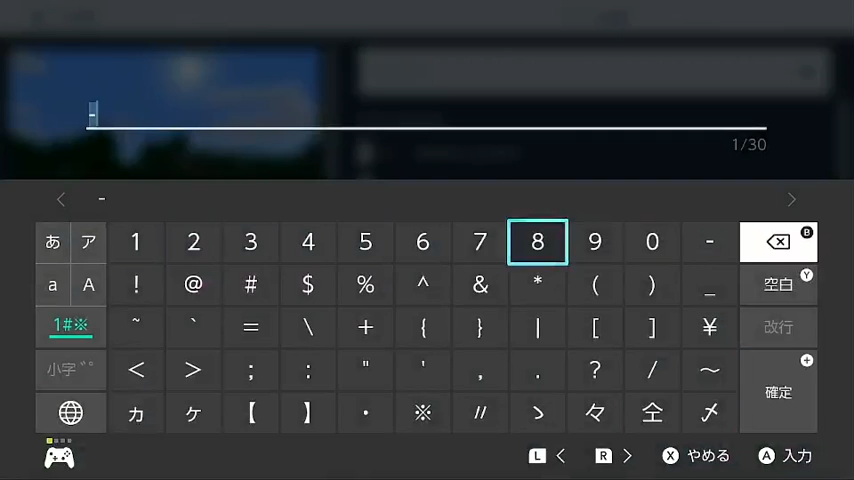 -
1/30
-
あ ア 1 2 3 4 5 6 7 8 9 0 - B
a A ! @ # $ % ^ & * ( ) _ 空白 Y
1#※ ~ ` = \ + { } | [ ] ¥ 改行
小字゛゜ < > ; : " ' , . ? / ～ +
確定
カ ケ 【 】 ・ ※ 〃 ゝ 々 仝 〆
L < R > X やめる A 入力